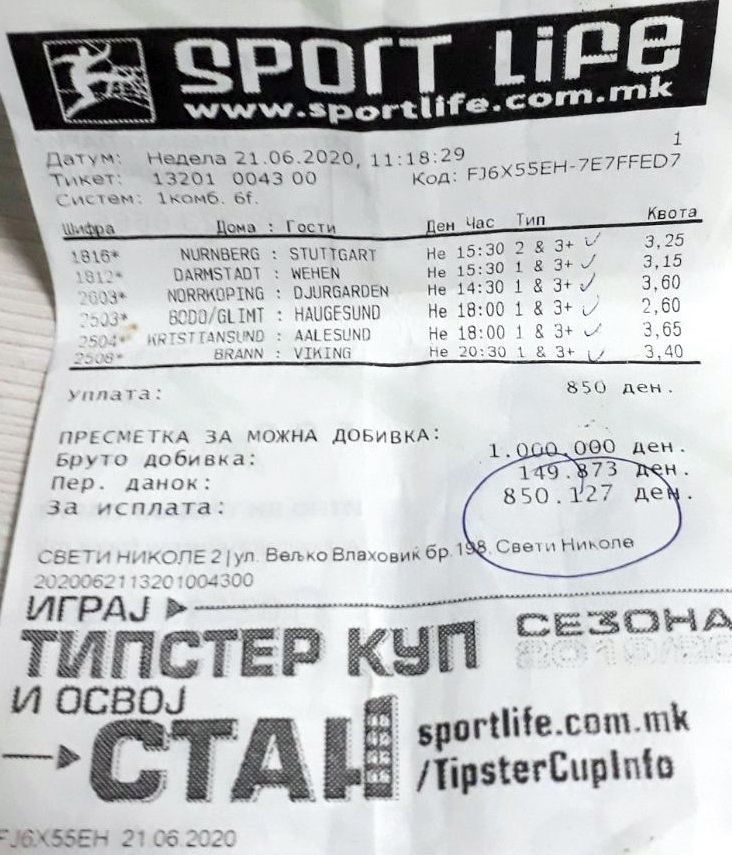 SPORT LIFE
www.sportlife.com.mk
1
Датум: Недела 21.06.2020, 11:18:29
Тикет: 13201 0043 00 Код: FJ6X55EH-7E7FFED7
Систем: 1комб. 6f.
Шифра Дома : Гости Ден Час Тип Квота
1816* NURNBERG : STUTTGART Не 15:30 2 & 3+ 3,25
1812* DARMSTADT : WEHEN Не 15:30 1 & 3+ 3,15
2603* NORRKOPING : DJURGARDEN Не 14:30 1 & 3+ 3,60
2503* BODO/GLIMT : HAUGESUND Не 18:00 1 & 3+ 2,60
2504* KRISTIANSUND : AALESUND Не 18:00 1 & 3+ 3,65
2508* BRANN : VIKING Не 20:30 1 & 3+ 3,40
Уплата: 850 ден.
ПРЕСМЕТКА ЗА МОЖНА ДОБИВКА:
Бруто добивка: 1.000.000 ден.
Пер. данок: 149.873 ден.
За исплата: 850.127 ден.
СВЕТИ НИКОЛЕ 2|ул. Вељко Влаховиќ бр. 198, Свети Николе
2020062113201004300
ИГРАЈ
ТИПСТЕР КУП СЕЗОНА 2019/20
И ОСВОЈ
СТАН
sportlife.com.mk
/TipsterCupInfo
FJ6X55EH 21.06.2020